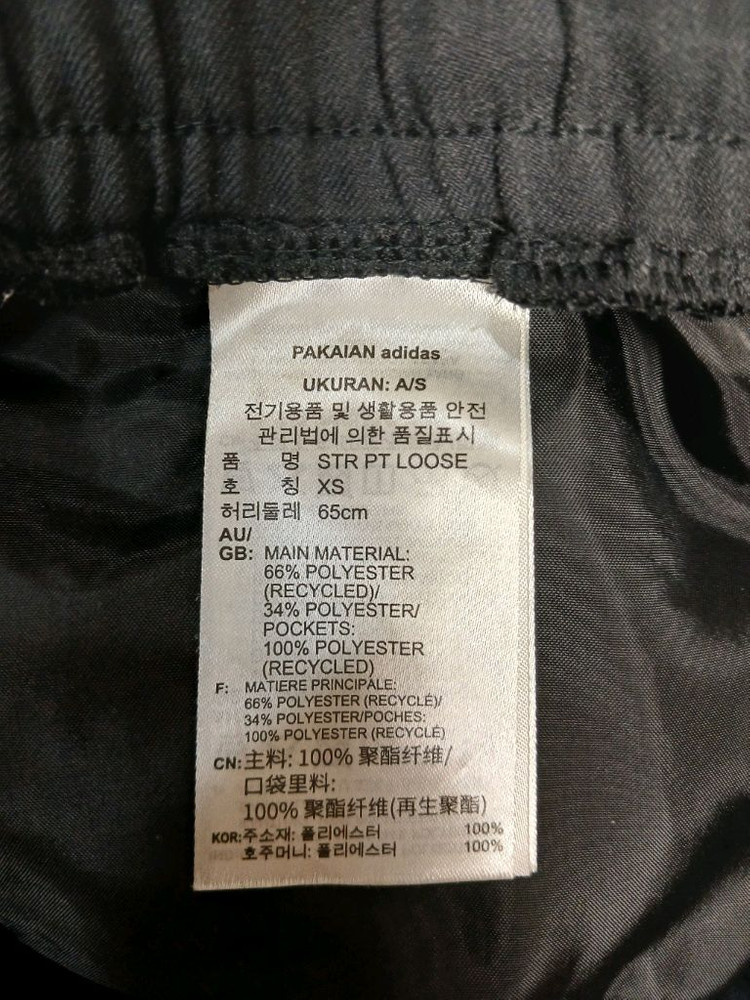 PAKAIAN adidas
UKURAN: A/S
전기용품 및 생활용품 안전
관리법에 의한 품질표시
품 명 STR PT LOOSE
호 칭 XS
허리둘레 65cm
AU/
GB: MAIN MATERIAL:
66% POLYESTER
(RECYCLED)/
34% POLYESTER/
POCKETS:
100% POLYESTER
(RECYCLED)
F: MATIERE PRINCIPALE:
66% POLYESTER (RECYCLÉ)/
34% POLYESTER/POCHES:
100% POLYESTER (RECYCLÉ)
CN:主料: 100% 聚酯纤维/
口袋里料:
100% 聚酯纤维(再生聚酯)
KOR:주소재: 폴리에스터 100%
호주머니: 폴리에스터 100%